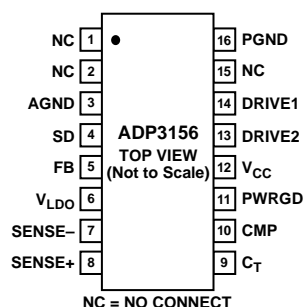 NC 1
NC 2
AGND 3
SD 4
FB 5
VLDO 6
SENSE– 7
SENSE+ 8
ADP3156
TOP VIEW
(Not to Scale)
16 PGND
15 NC
14 DRIVE1
13 DRIVE2
12 VCC
11 PWRGD
10 CMP
9 CT
NC = NO CONNECT